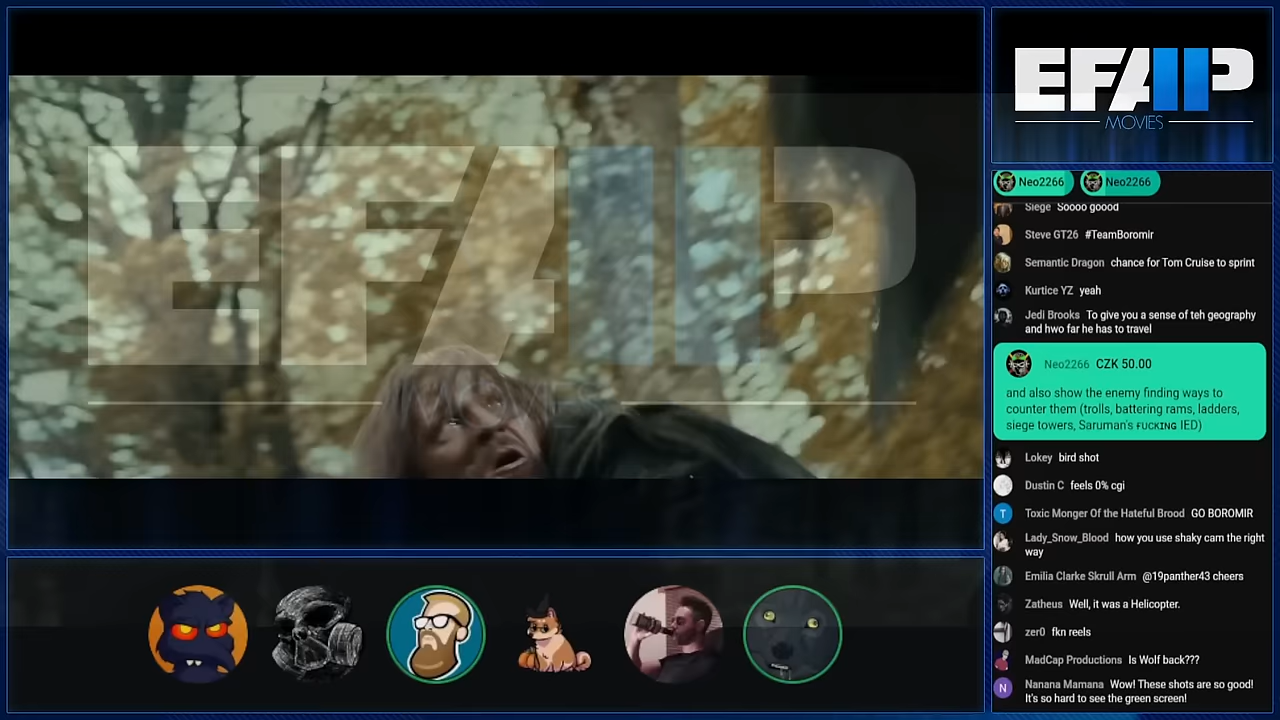 EFAP
EFAP
MOVIES
Neo2266
Neo2266
Siege Soooo goood
Steve GT26 #TeamBoromir
Semantic Dragon chance for Tom Cruise to sprint
Kurtice YZ yeah
Jedi Brooks To give you a sense of teh geography
and hwo far he has to travel
Neo2266 CZK 50.00
and also show the enemy finding ways to
counter them (trolls, battering rams, ladders,
siege towers, Saruman's ꜰᴜᴄᴋɪɴɢ IED)
Lokey bird shot
Dustin C feels 0% cgi
T Toxic Monger Of the Hateful Brood GO BOROMIR
Lady_Snow_Blood how you use shaky cam the right
way
Emilia Clarke Skrull Arm @19panther43 cheers
Zatheus Well, it was a Helicopter.
zer0 fkn reels
MadCap Productions Is Wolf back???
N Nanana Mamana Wow! These shots are so good!
It's so hard to see the green screen!